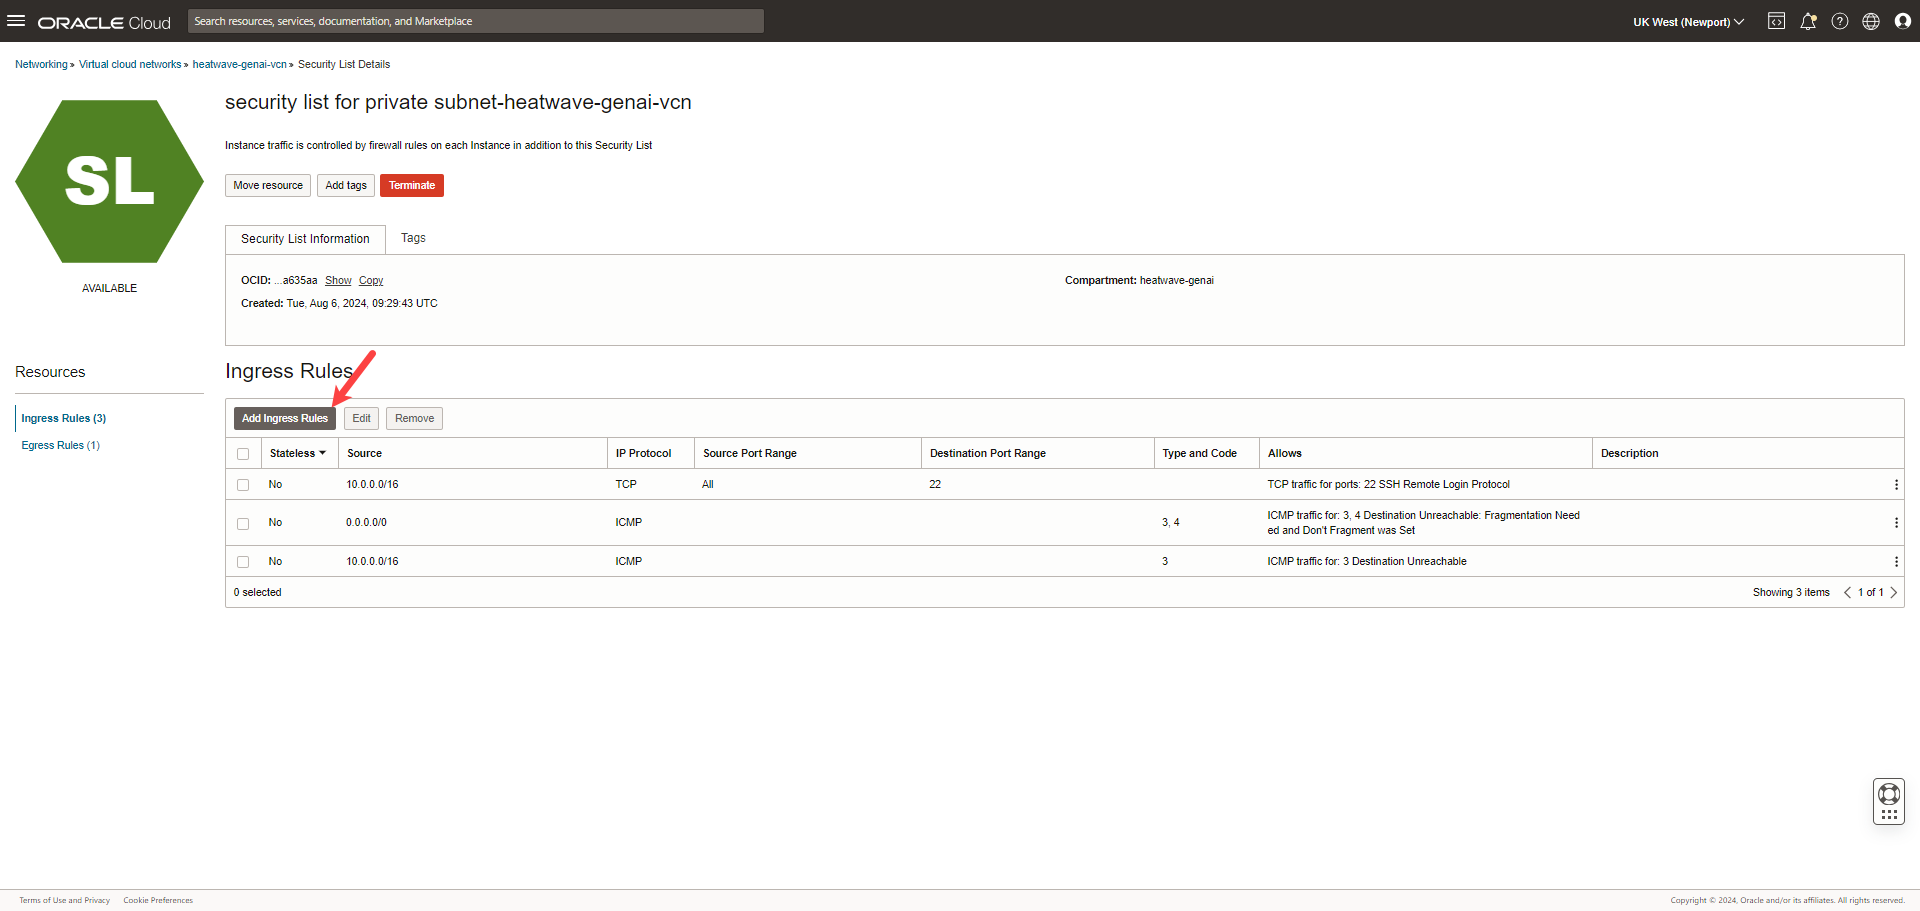 ORACLE Cloud
Search resources, services, documentation, and Marketplace
UK West (Newport)
Networking » Virtual cloud networks » heatwave-genai-vcn » Security List Details
SL
AVAILABLE
security list for private subnet-heatwave-genai-vcn
Instance traffic is controlled by firewall rules on each Instance in addition to this Security List
Move resource Add tags Terminate
Security List Information Tags
OCID: ...a635aa Show Copy
Compartment: heatwave-genai
Created: Tue, Aug 6, 2024, 09:29:43 UTC
Resources
Ingress Rules (3)
Egress Rules (1)
Ingress Rules
Add Ingress Rules Edit Remove
Stateless Source IP Protocol Source Port Range Destination Port Range Type and Code Allows Description
No 10.0.0.0/16 TCP All 22 TCP traffic for ports: 22 SSH Remote Login Protocol
No 0.0.0.0/0 ICMP 3, 4 ICMP traffic for: 3, 4 Destination Unreachable: Fragmentation Need
ed and Don't Fragment was Set
No 10.0.0.0/16 ICMP 3 ICMP traffic for: 3 Destination Unreachable
0 selected Showing 3 items 1 of 1
Terms of Use and Privacy Cookie Preferences
Copyright © 2024, Oracle and/or its affiliates. All rights reserved.